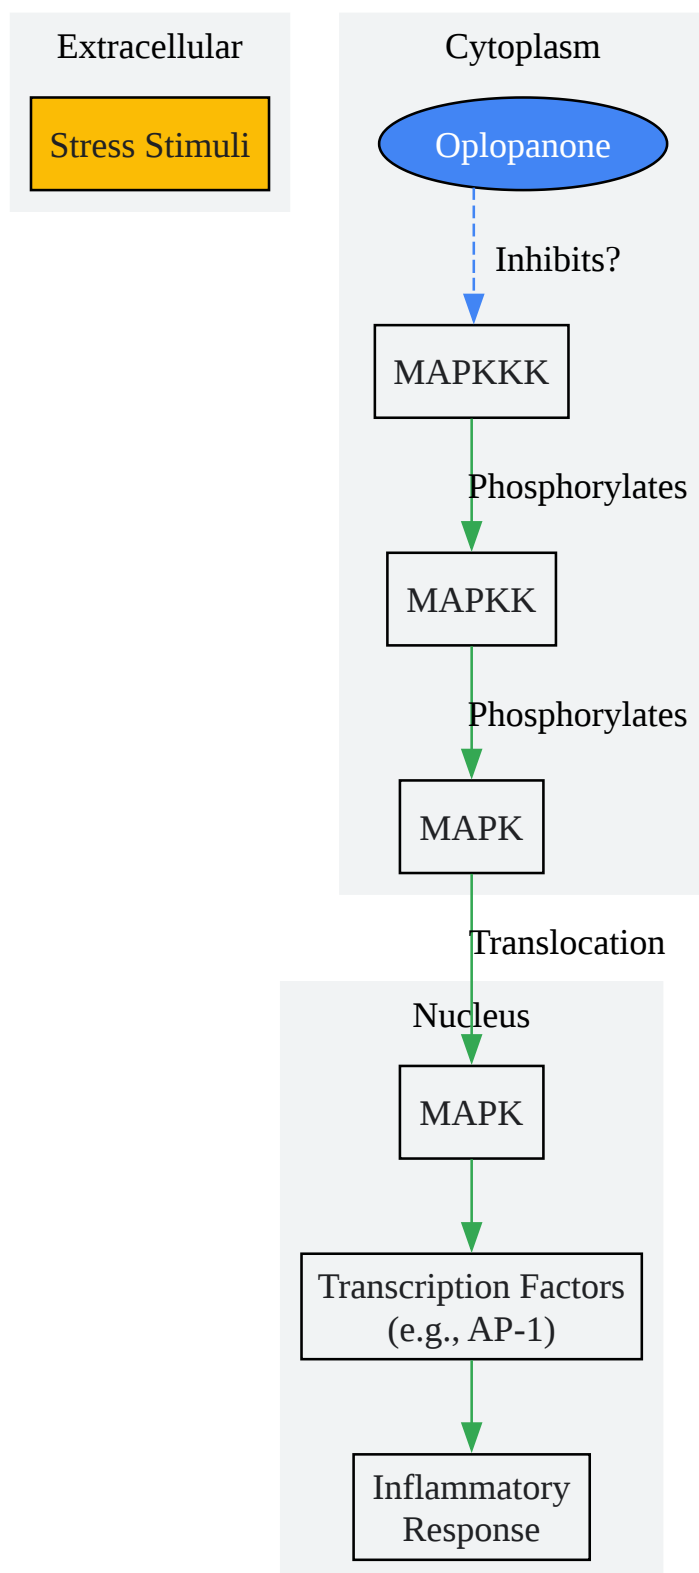 Extracellular
Stress Stimuli
Cytoplasm
Oplopanone
Inhibits?
MAPKKK
Phosphorylates
MAPKK
Phosphorylates
MAPK
Translocation
Nucleus
MAPK
Transcription Factors
(e.g., AP-1)
Inflammatory
Response